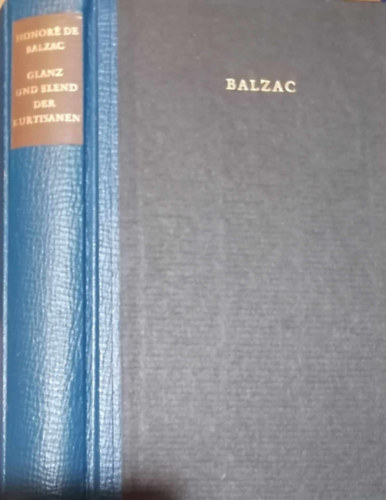 HONORÉ DE
BALZAC
GLANZ
UND ELEND
DER
KURTISANEN
BALZAC